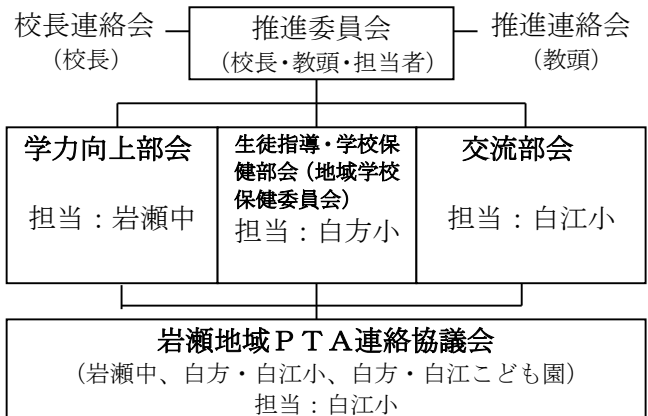 校長連絡会
(校長)
推進委員会
(校長・教頭・担当者)
推進連絡会
(教頭)
学力向上部会
担当：岩瀬中
生徒指導・学校保
健部会（地域学校
保健委員会）
担当：白方小
交流部会
担当：白江小
岩瀬地域ＰＴＡ連絡協議会
(岩瀬中、白方・白江小、白方・白江こども園)
担当：白江小